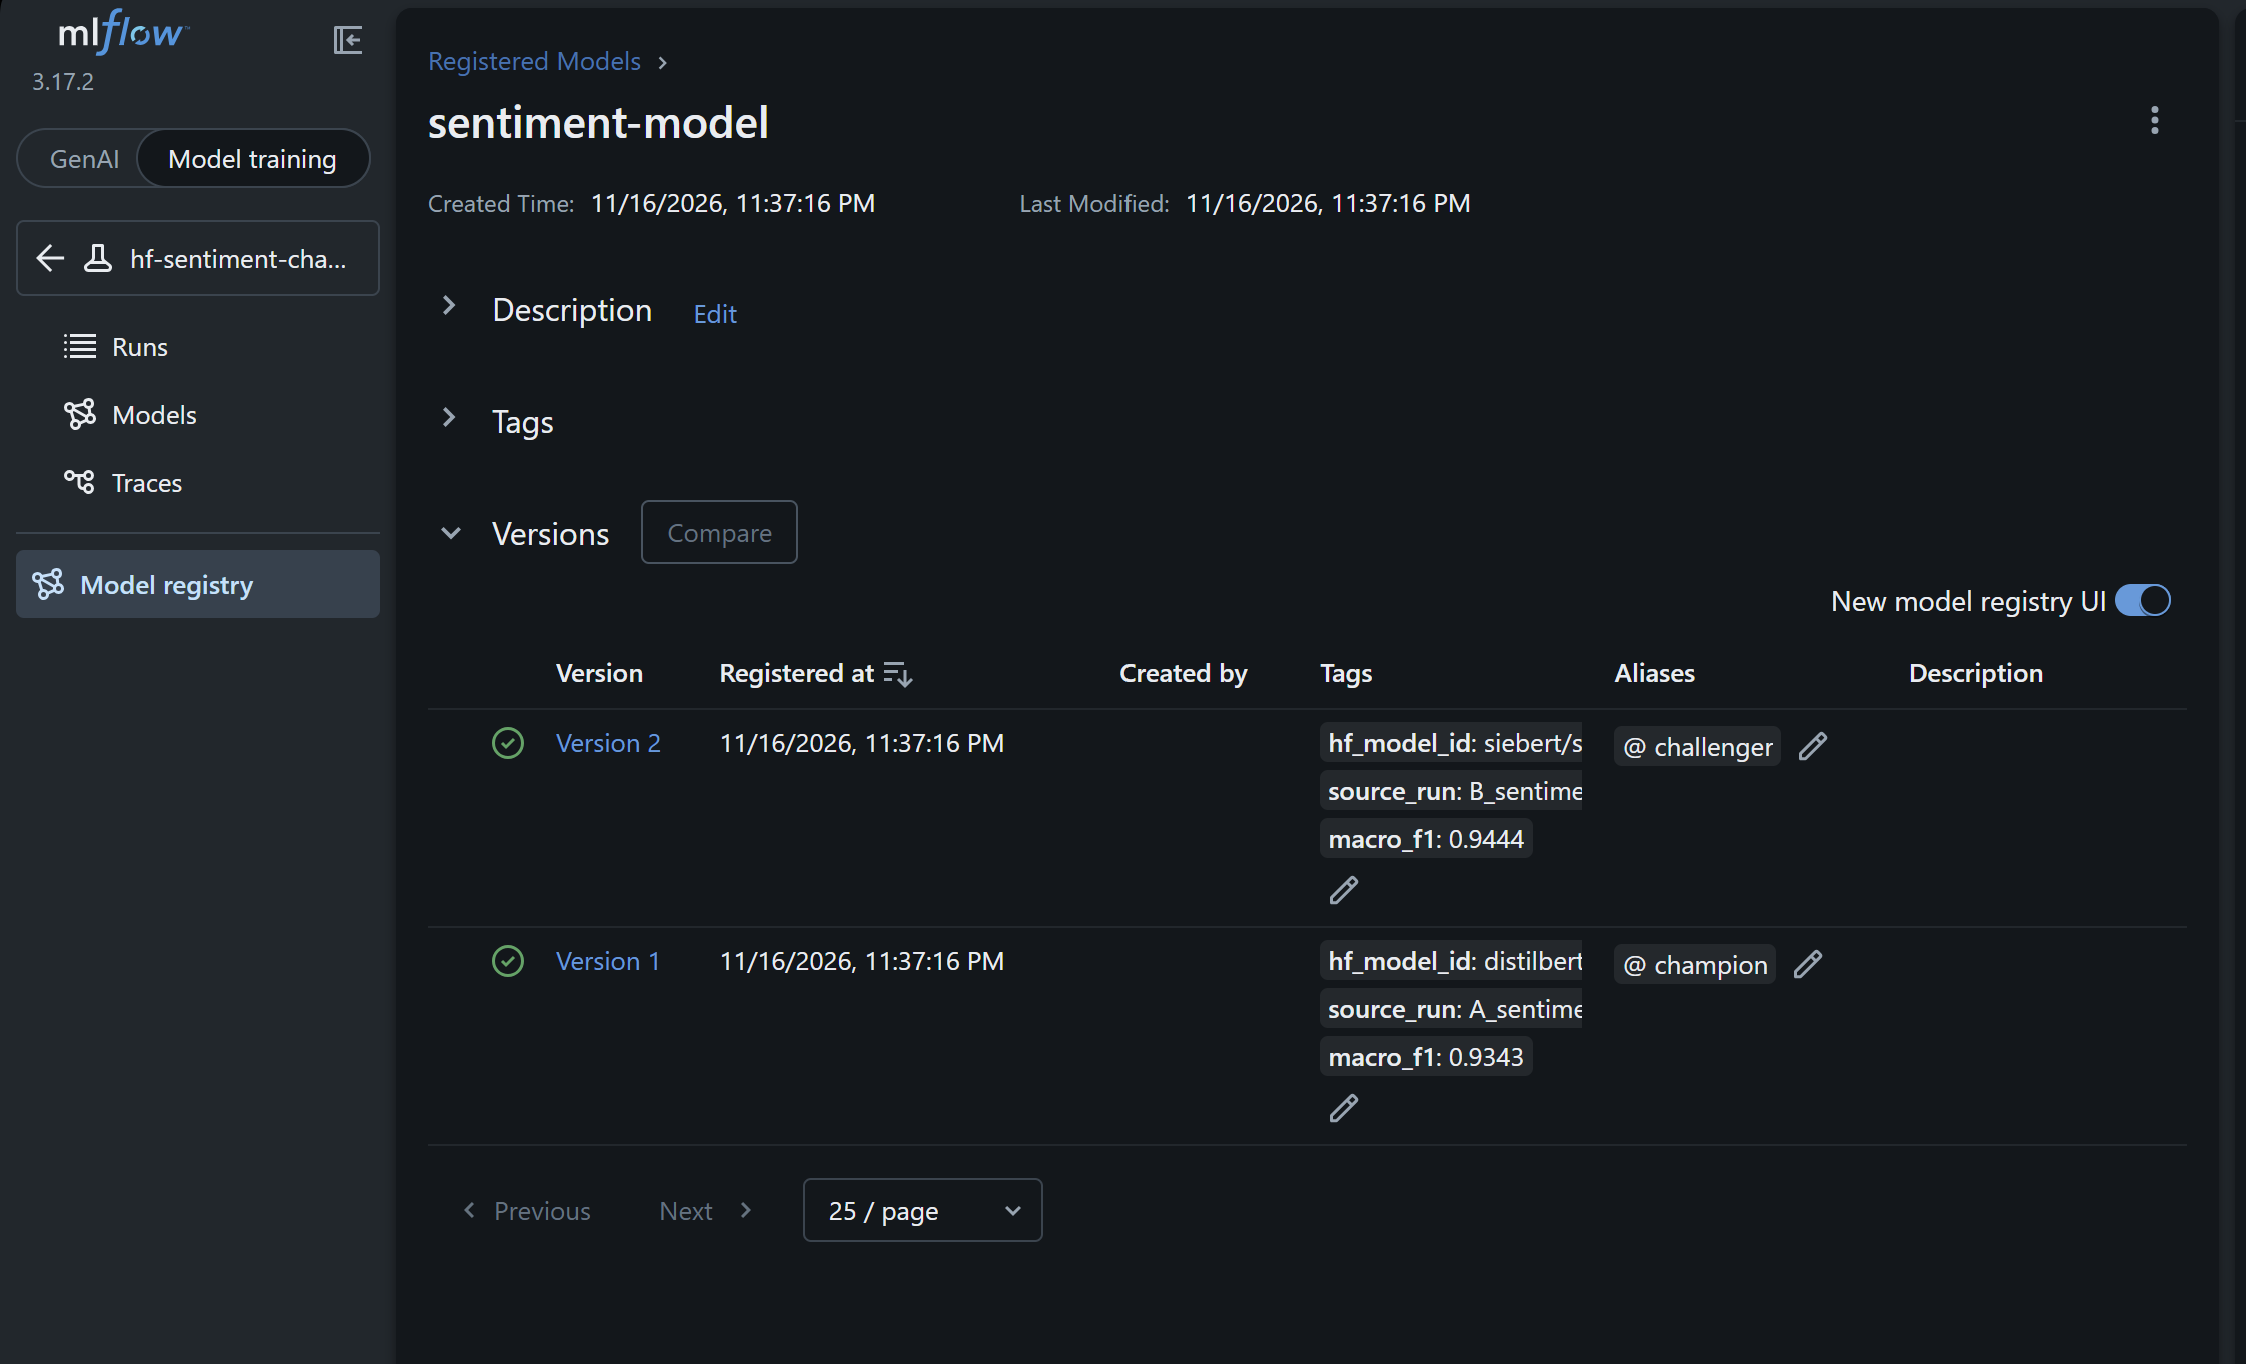 mlflow™
3.17.2
GenAI
Model training
hf-sentiment-cha...
Runs
Models
Traces
Model registry
Registered Models
sentiment-model
Created Time: 11/16/2026, 11:37:16 PM
Last Modified: 11/16/2026, 11:37:16 PM
Description Edit
Tags
Versions Compare
New model registry UI
Version Registered at Created by Tags Aliases Description
Version 2 11/16/2026, 11:37:16 PM hf_model_id: siebert/s @ challenger
source_run: B_sentime
macro_f1: 0.9444
Version 1 11/16/2026, 11:37:16 PM hf_model_id: distilbert @ champion
source_run: A_sentime
macro_f1: 0.9343
Previous Next 25 / page